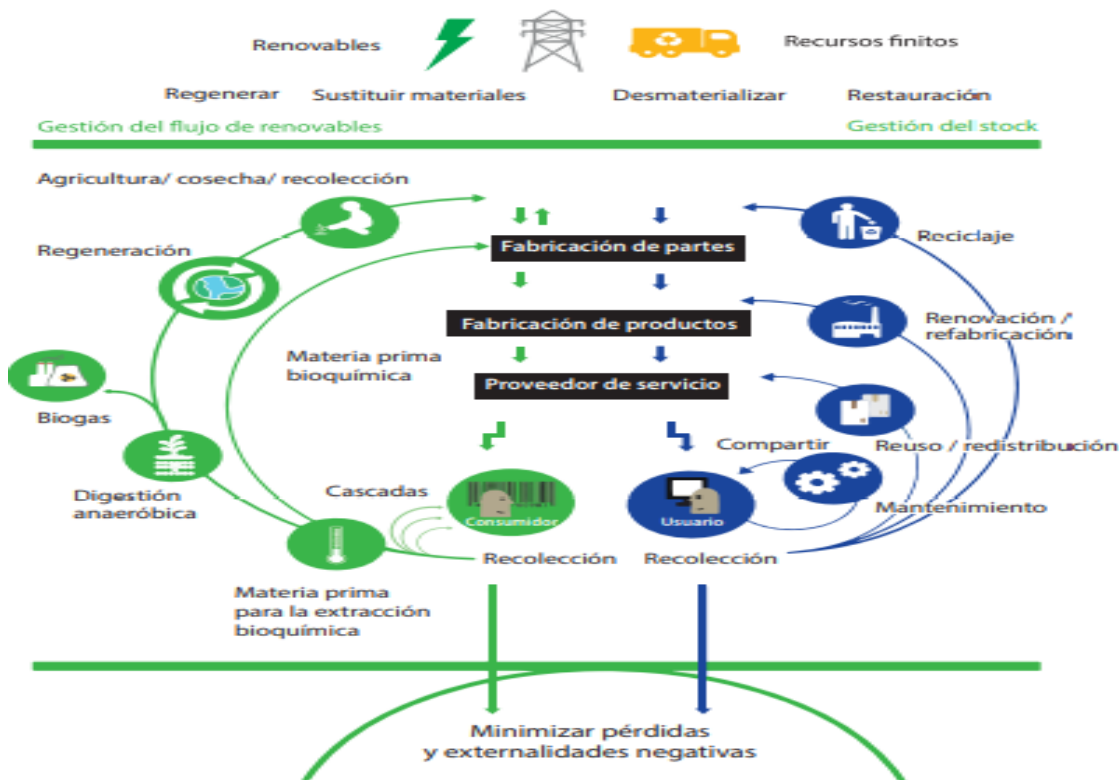 Renovables
Recursos finitos
Regenerar
Sustituir materiales
Desmaterializar
Restauración
Gestión del flujo de renovables
Gestión del stock
Agricultura/ cosecha/ recolección
Regeneración
Reciclaje
Fabricación de partes
Fabricación de productos
Renovación /
refabricación
Materia prima
bioquímica
Proveedor de servicio
Biogas
Compartir
Reuso / redistribución
Digestión
anaeróbica
Cascadas
Consumidor
Usuario
Mantenimiento
Recolección
Recolección
Materia prima
para la extracción
bioquímica
Minimizar pérdidas
y externalidades negativas